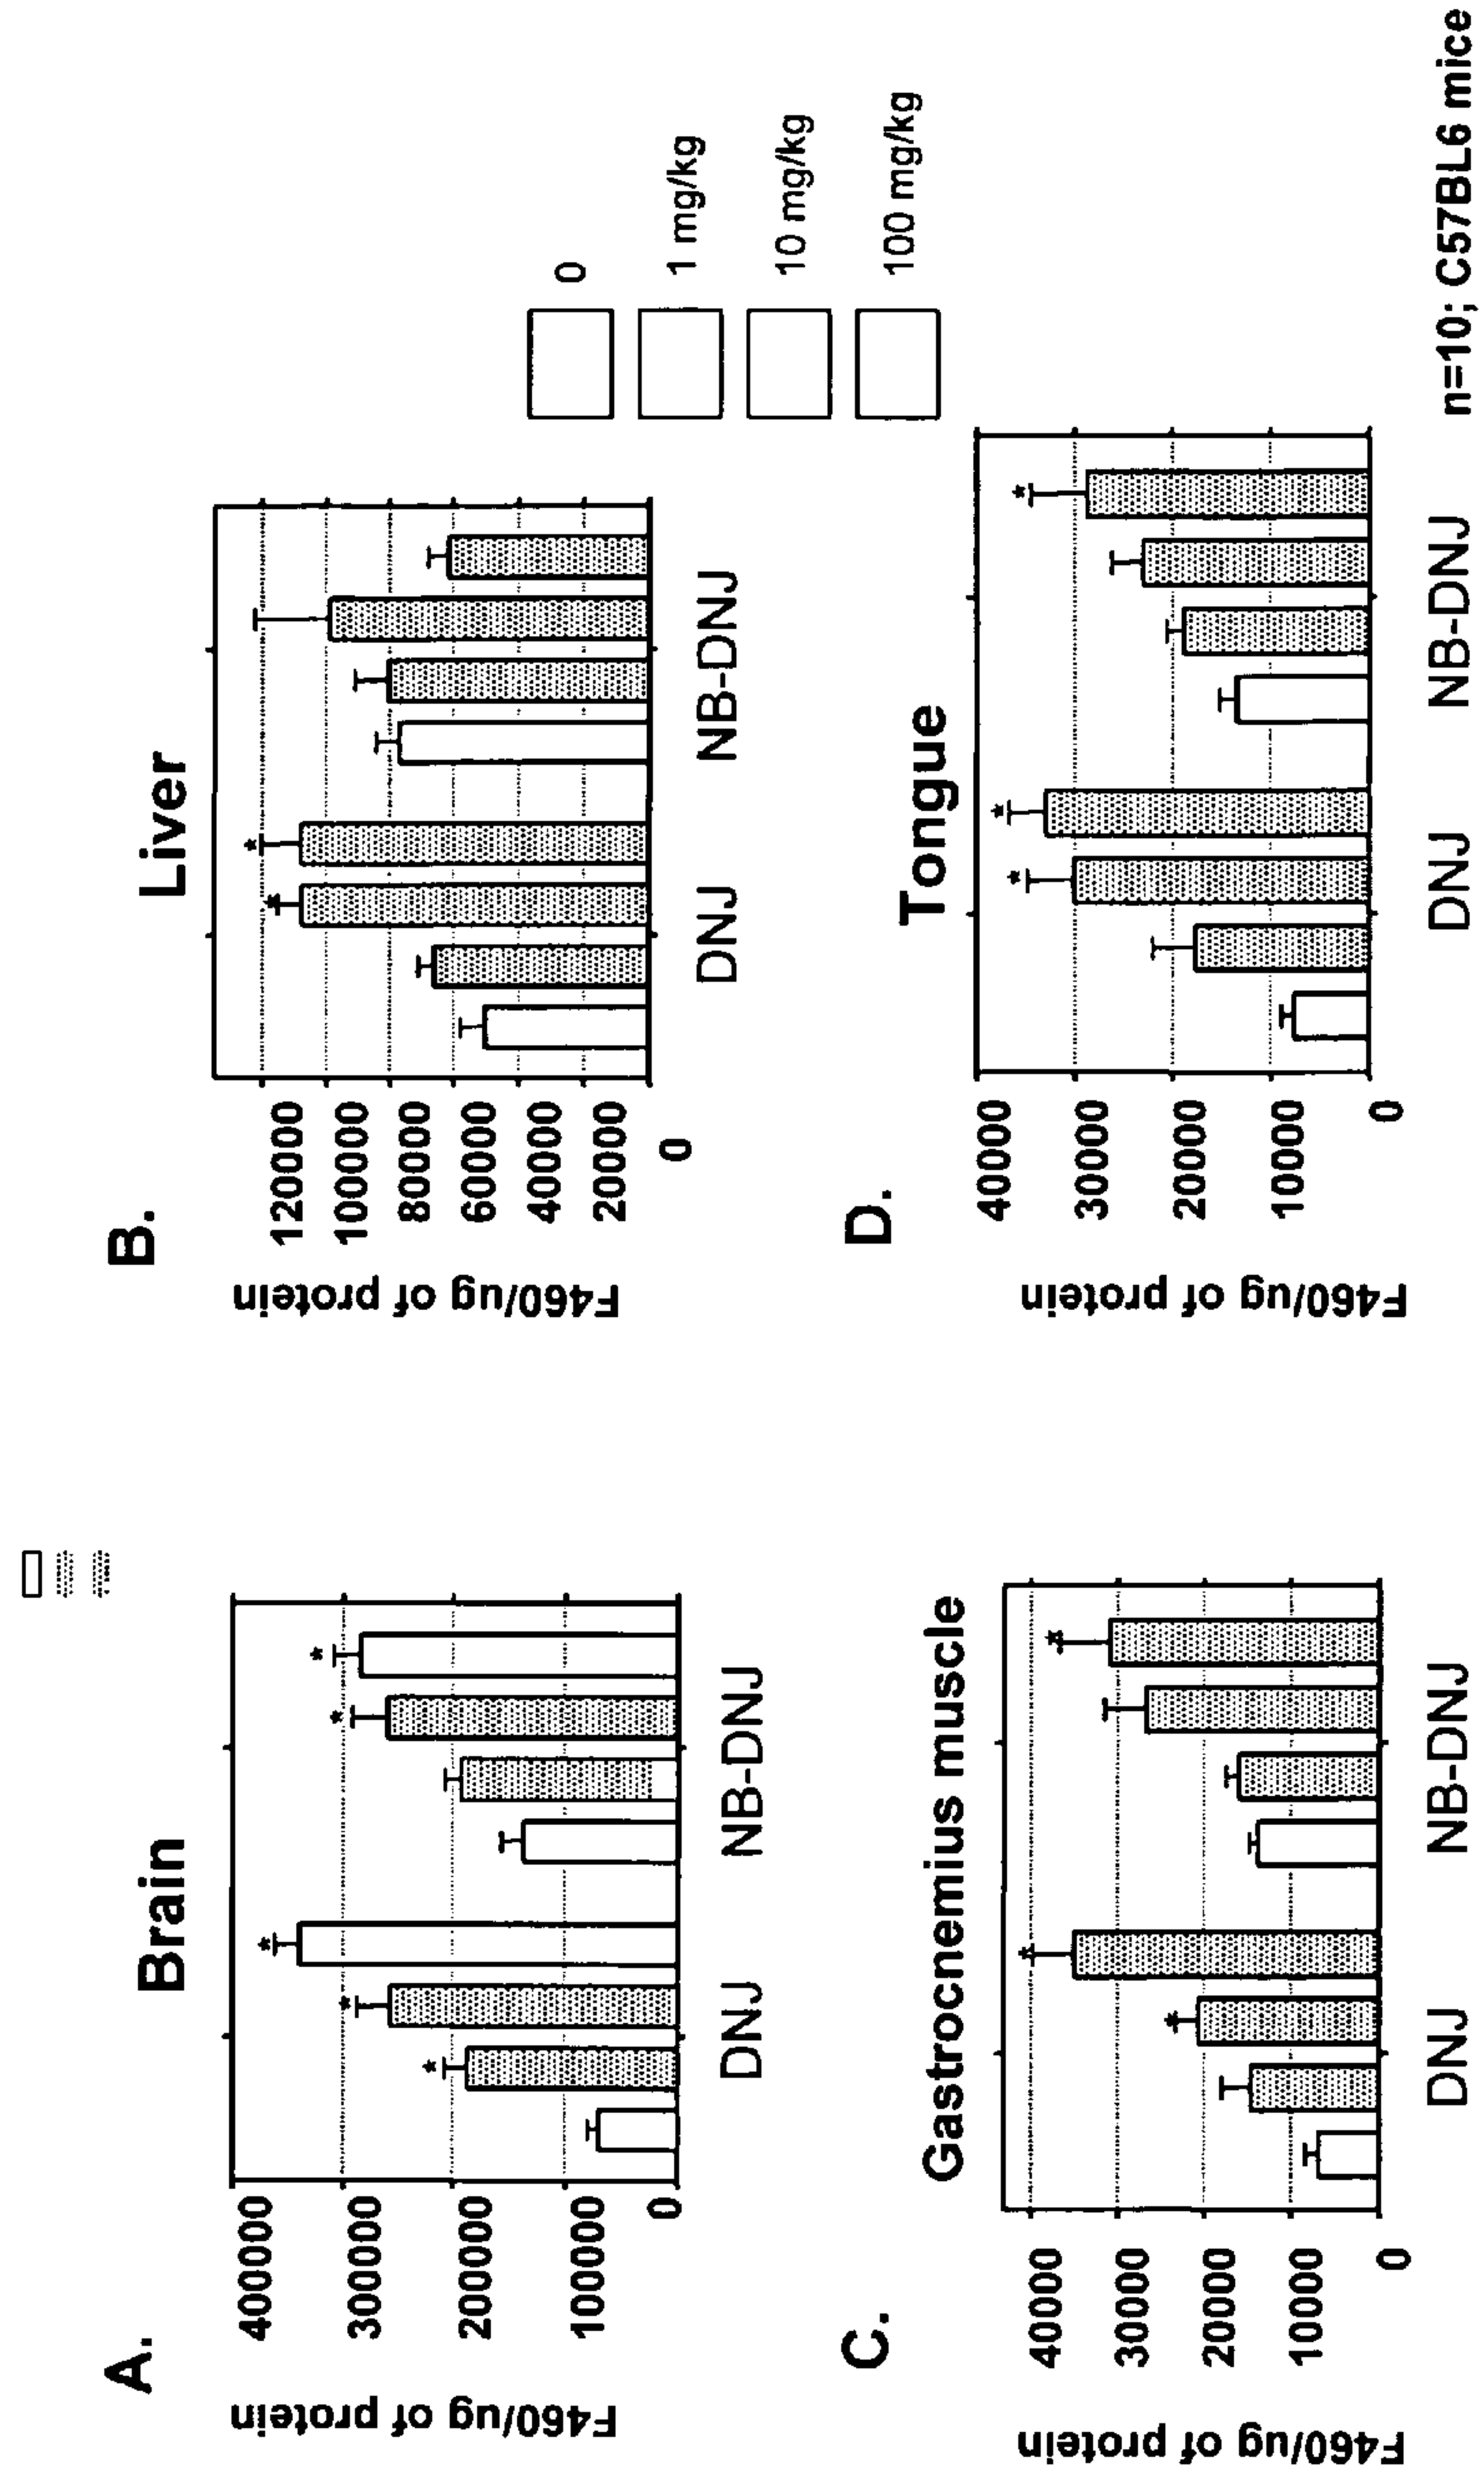 A.
Brain
F460/ug of protein
400000
300000
200000
100000
0
DNJ
NB-DNJ
B.
Liver
F460/ug of protein
120000
100000
80000
60000
40000
20000
0
DNJ
NB-DNJ
0
1 mg/kg
10 mg/kg
100 mg/kg
C.
Gastrocnemius muscle
F460/ug of protein
40000
30000
20000
10000
0
DNJ
NB-DNJ
D.
Tongue
F460/ug of protein
40000
30000
20000
10000
0
DNJ
NB-DNJ
n=10; C57BL6 mice